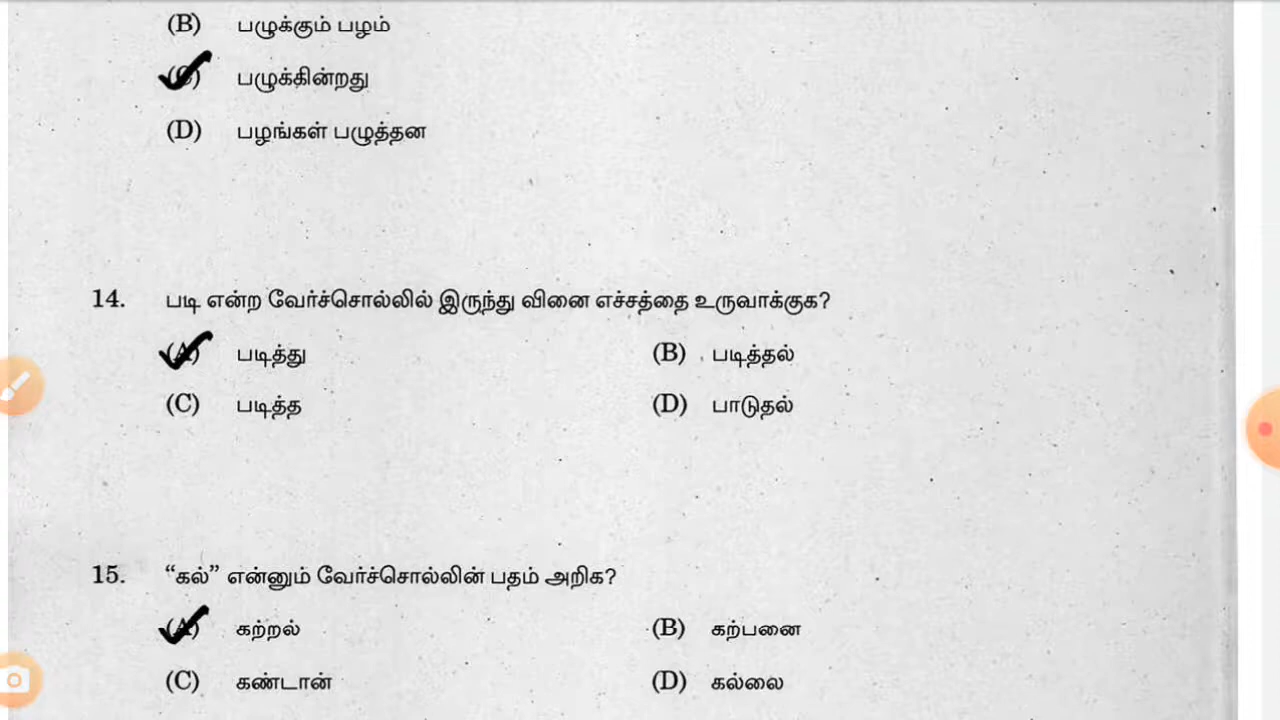 (B) பழுக்கும் பழம்
(C) பழுக்கின்றது
(D) பழங்கள் பழுத்தன
14. படி என்ற வேர்ச்சொல்லில் இருந்து வினை எச்சத்தை உருவாக்குக?
(A) படித்து (B) படித்தல்
(C) படித்த (D) பாடுதல்
15. “கல்” என்னும் வேர்ச்சொல்லின் பதம் அறிக?
(A) கற்றல் (B) கற்பனை
(C) கண்டான் (D) கல்லை